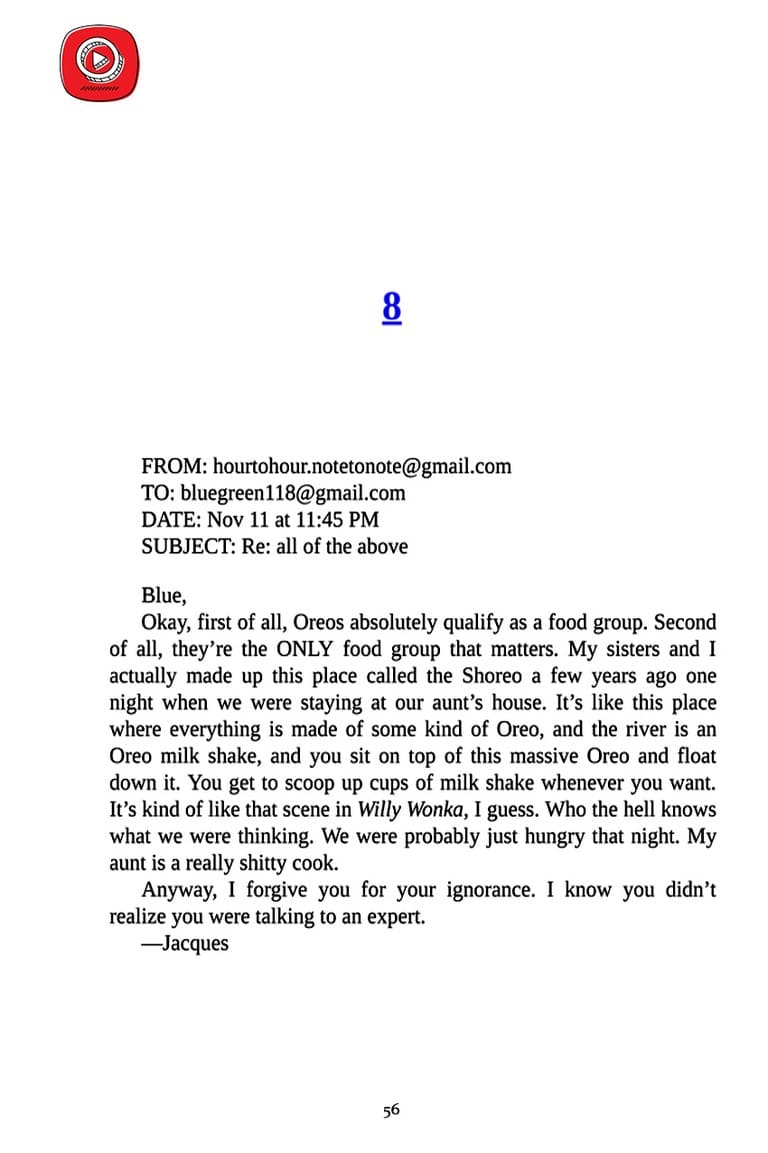 8
FROM: hourtohour.notetonote@gmail.com
TO: bluegreen118@gmail.com
DATE: Nov 11 at 11:45 PM
SUBJECT: Re: all of the above
Blue,
Okay, first of all, Oreos absolutely qualify as a food group. Second
of all, they’re the ONLY food group that matters. My sisters and I
actually made up this place called the Shoreo a few years ago one
night when we were staying at our aunt’s house. It’s like this place
where everything is made of some kind of Oreo, and the river is an
Oreo milk shake, and you sit on top of this massive Oreo and float
down it. You get to scoop up cups of milk shake whenever you want.
It’s kind of like that scene in Willy Wonka, I guess. Who the hell knows
what we were thinking. We were probably just hungry that night. My
aunt is a really shitty cook.
Anyway, I forgive you for your ignorance. I know you didn’t
realize you were talking to an expert.
—Jacques
56